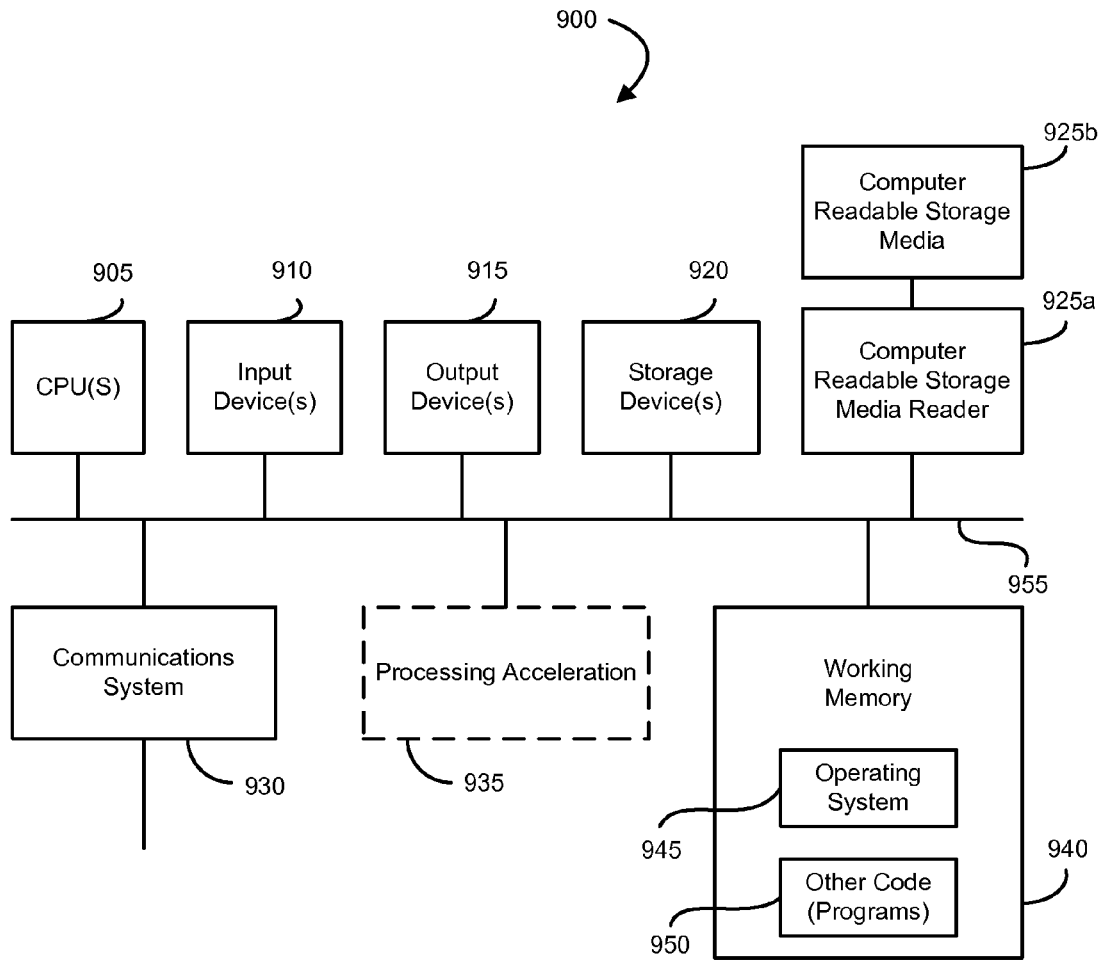 900
925b
Computer
Readable Storage
Media
905
910
915
920
925a
CPU(S)
Input
Device(s)
Output
Device(s)
Storage
Device(s)
Computer
Readable Storage
Media Reader
955
Communications
System
Processing Acceleration
Working
Memory
930
935
Operating
System
945
940
Other Code
(Programs)
950